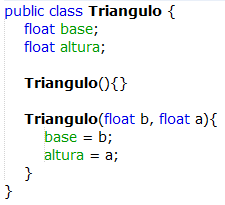 public class Triangulo {
float base;
float altura;
Triangulo(){}
Triangulo(float b, float a){
base = b;
altura = a;
}
}